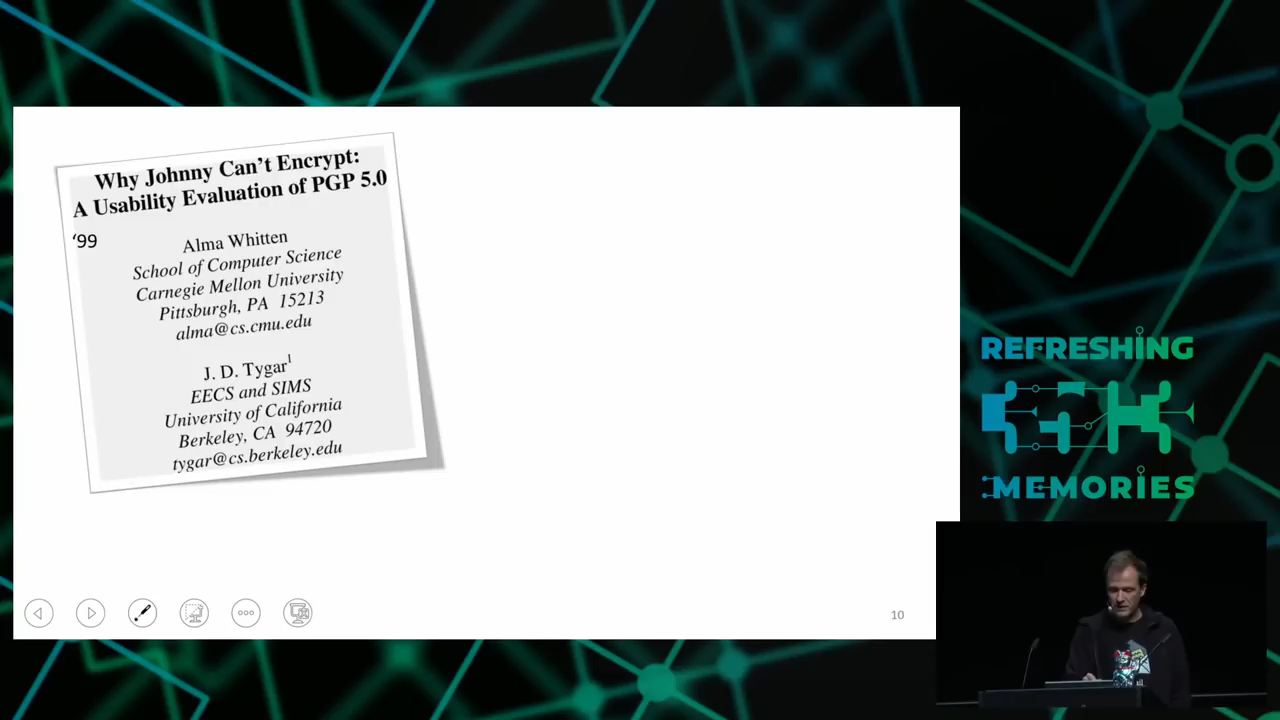 Why Johnny Can't Encrypt:
A Usability Evaluation of PGP 5.0
‘99
Alma Whitten
School of Computer Science
Carnegie Mellon University
Pittsburgh, PA 15213
alma@cs.cmu.edu
J. D. Tygar1
EECS and SIMS
University of California
Berkeley, CA 94720
tygar@cs.berkeley.edu
10
REFRESHING
MEMORIES